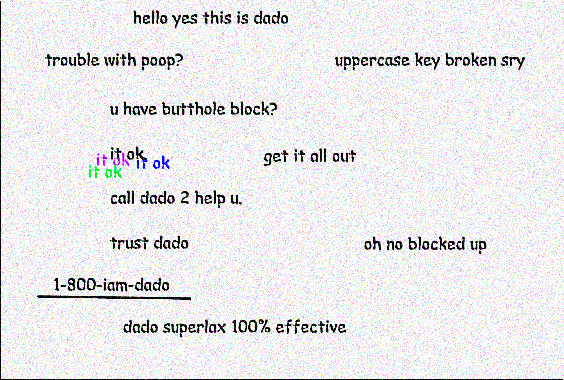 hello yes this is dado
trouble with poop?
uppercase key broken sry
u have butthole block?
it ok
it ok
it ok
it ok
get it all out
call dado 2 help u.
trust dado
oh no blocked up
1-800-iam-dado
dado superlax 100% effective